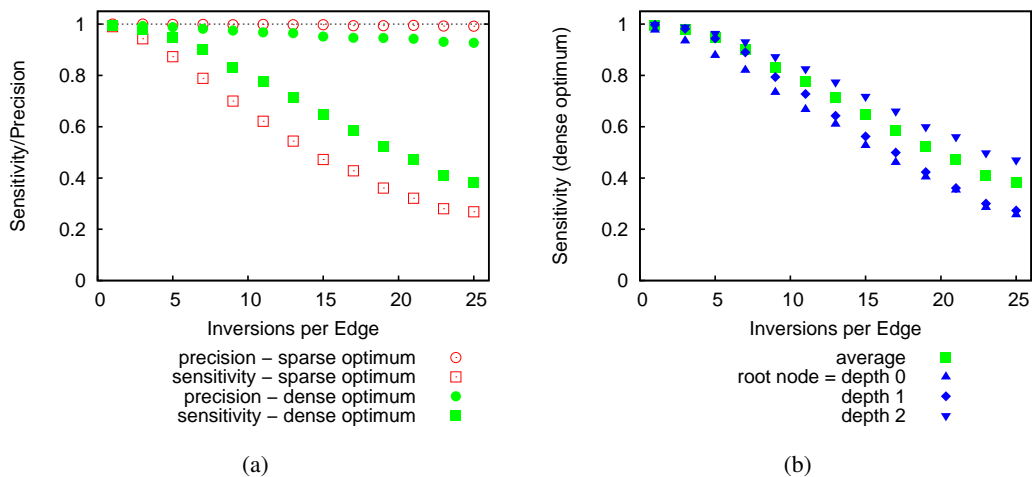 Sensitivity/Precision
1
0.8
0.6
0.4
0.2
0
0 5 10 15 20 25
Inversions per Edge
precision – sparse optimum
sensitivity – sparse optimum
precision – dense optimum
sensitivity – dense optimum
(a)
Sensitivity (dense optimum)
1
0.8
0.6
0.4
0.2
0
0 5 10 15 20 25
Inversions per Edge
average
root node = depth 0
depth 1
depth 2
(b)